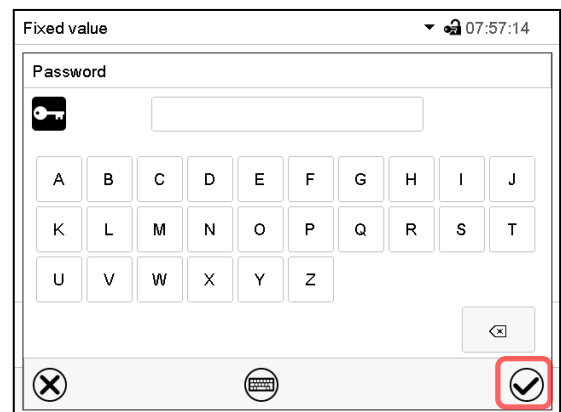 Fixed value 07:57:14
Password
A B C D E F G H I J
K L M N O P Q R S T
U V W X Y Z